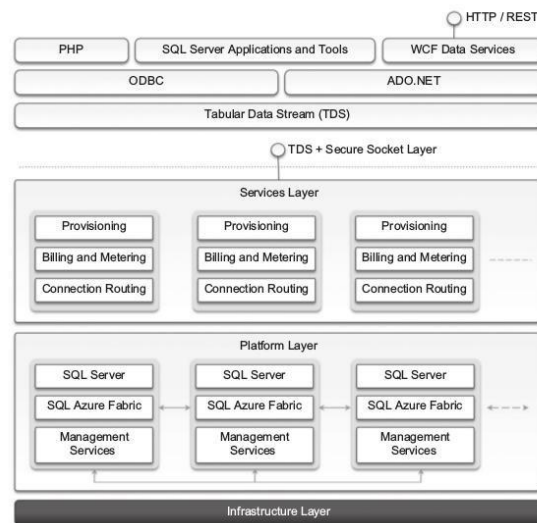 HTTP / REST
PHP
SQL Server Applications and Tools
WCF Data Services
ODBC
ADO.NET
Tabular Data Stream (TDS)
TDS + Secure Socket Layer
Services Layer
Provisioning
Billing and Metering
Connection Routing
Provisioning
Billing and Metering
Connection Routing
Provisioning
Billing and Metering
Connection Routing
Platform Layer
SQL Server
SQL Azure Fabric
Management
Services
SQL Server
SQL Azure Fabric
Management
Services
SQL Server
SQL Azure Fabric
Management
Services
Infrastructure Layer